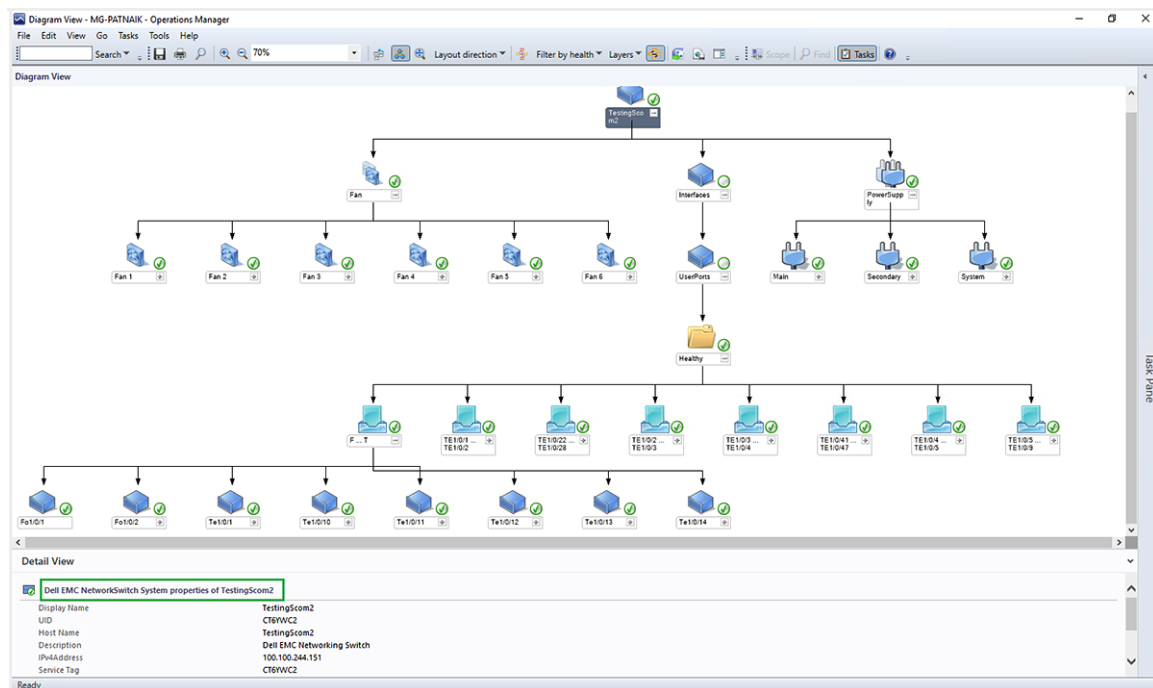 Diagram View - MG-PATNAIK - Operations Manager
File Edit View Go Tasks Tools Help
Search 70% Layout direction Filter by health Layers Scope Find Tasks
Diagram View
TestingSco
m2
Fan Interfaces PowerSupp
ly
Fan 1 Fan 2 Fan 3 Fan 4 Fan 5 Fan 6 UserPorts Main Secondary System
Healthy
F ... T TE1/0/1 ... TE1/0/22 ... TE1/0/2 ... TE1/0/3 ... TE1/0/41 ... TE1/0/4 ... TE1/0/5 ...
TE1/0/2 TE1/0/28 TE1/0/3 TE1/0/4 TE1/0/47 TE1/0/5 TE1/0/9
Fo1/0/1 Fo1/0/2 Te1/0/1 Te1/0/10 Te1/0/11 Te1/0/12 Te1/0/13 Te1/0/14
Task Pane
Detail View
Dell EMC NetworkSwitch System properties of TestingScom2
Display Name TestingScom2
UID CT6YWC2
Host Name TestingScom2
Description Dell EMC Networking Switch
IPv4Address 100.100.244.151
Service Tag CT6YWC2
Ready